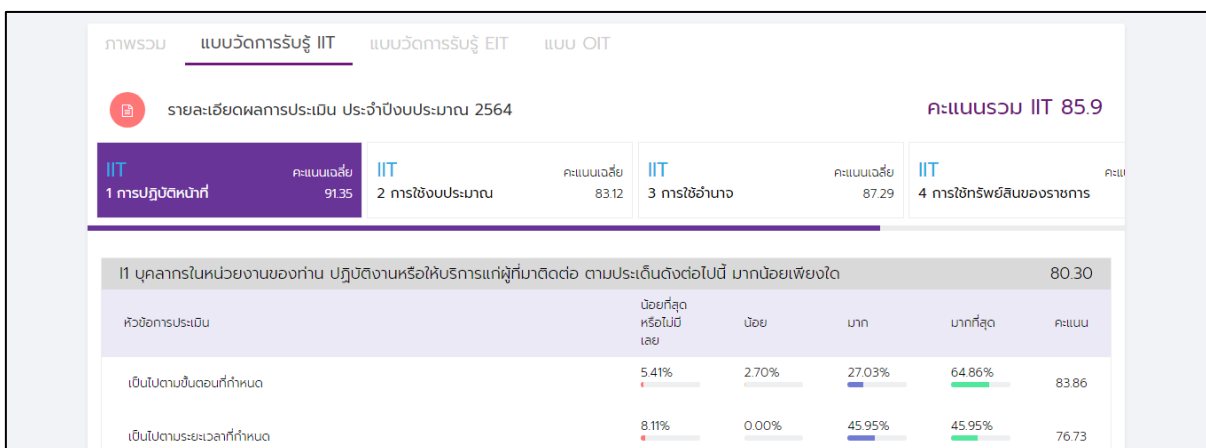 ภาพรวม แบบวัดการรับรู้ IIT แบบวัดการรับรู้ EIT แบบ OIT
รายละเอียดผลการประเมิน ประจำปีงบประมาณ 2564 คะแนนรวม IIT 85.9
IIT คะแนนเฉลี่ย IIT คะแนนเฉลี่ย IIT คะแนนเฉลี่ย IIT
1 การปฏิบัติหน้าที่ 91.35 2 การใช้งบประมาณ 83.12 3 การใช้อำนาจ 87.29 4 การใช้ทรัพย์สินของราชการ
I1 บุคลากรในหน่วยงานของท่าน ปฏิบัติงานหรือให้บริการแก่ผู้ที่มาติดต่อ ตามประเด็นดังต่อไปนี้ มากน้อยเพียงใด 80.30
หัวข้อการประเมิน น้อยที่สุดหรือไม่มีเลย น้อย มาก มากที่สุด คะแนน
เป็นไปตามขั้นตอนที่กำหนด 5.41% 2.70% 27.03% 64.86% 83.86
เป็นไปตามระยะเวลาที่กำหนด 8.11% 0.00% 45.95% 45.95% 76.73